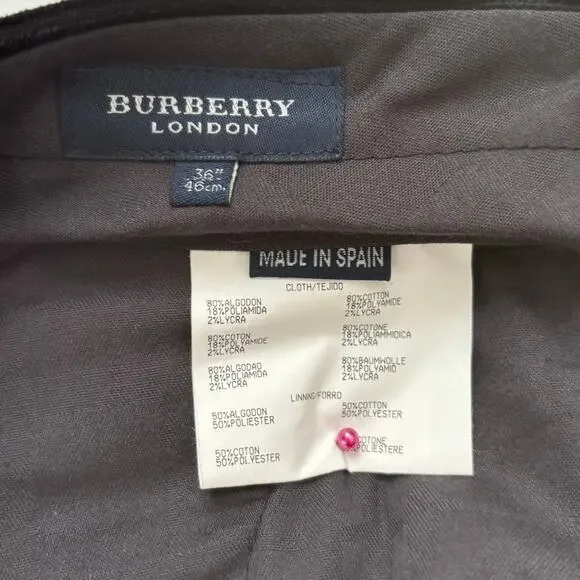 BURBERRY
LONDON
36"
46cm.
MADE IN SPAIN
CLOTH/TEJIDO
80%ALGODON
18%POLIAMIDA
2%LYCRA
80%COTTON
18%POLYAMIDE
2%LYCRA
80%COTON
18%POLYAMIDE
2%LYCRA
80%COTONE
18%POLIAMMIDICA
2%LYCRA
80%ALGODAO
18%POLIAMIDA
2%LYCRA
80%BAUMWOLLE
18%POLYAMID
2%LYCRA
LINNING/FORRO
50%ALGODON
50%POLIESTER
50%COTTON
50%POLYESTER
50%COTON
50%POLYESTER
COTONE
POLIESTERE